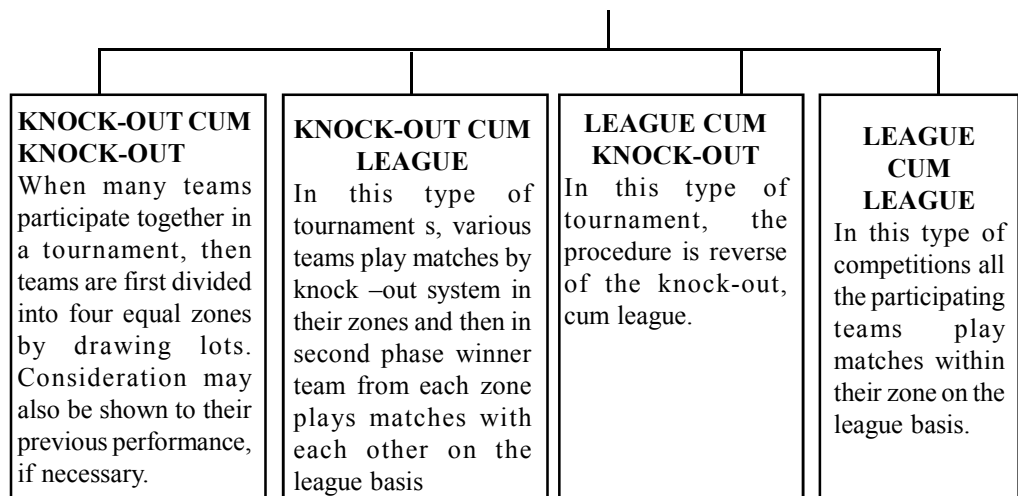 KNOCK-OUT CUM
KNOCK-OUT
When many teams
participate together in
a tournament, then
teams are first divided
into four equal zones
by drawing lots.
Consideration may
also be shown to their
previous performance,
if necessary.
KNOCK-OUT CUM
LEAGUE
In this type of
tournament s, various
teams play matches by
knock –out system in
their zones and then in
second phase winner
team from each zone
plays matches with
each other on the
league basis
LEAGUE CUM
KNOCK-OUT
In this type of
tournament, the
procedure is reverse
of the knock-out,
cum league.
LEAGUE
CUM
LEAGUE
In this type of
competitions all
the participating
teams play
matches within
their zone on the
league basis.